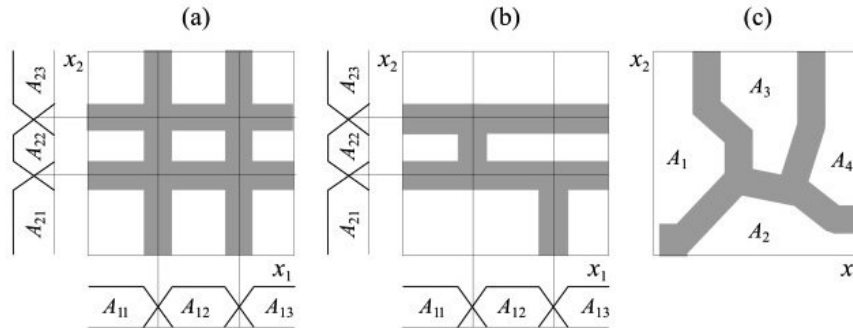 (a) (b) (c)
x2 x2 x2
A23 A23 A3
A22 A22 A1 A4
A21 A21 A2
x1 x1 x
A11 A12 A13 A11 A12 A13